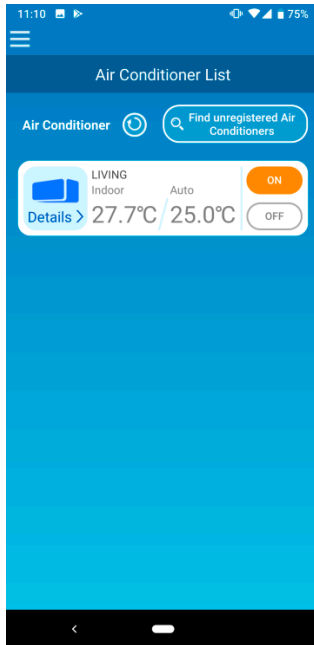 11:10
75%
Air Conditioner List
Air Conditioner
Find unregistered Air
Conditioners
LIVING
Indoor
Auto
ON
Details
27.7℃
25.0℃
OFF